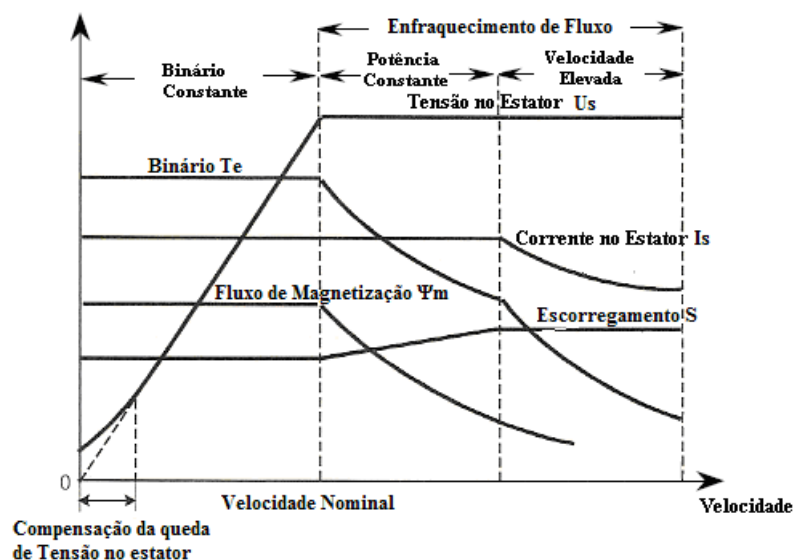 Enfraquecimento de Fluxo
Binário
Constante
Potência
Constante
Velocidade
Elevada
Tensão no Estator Us
Binário Te
Corrente no Estator Is
Fluxo de Magnetização Ψm
Escorregamento S
0
Velocidade Nominal
Velocidade
Compensação da queda
de Tensão no estator